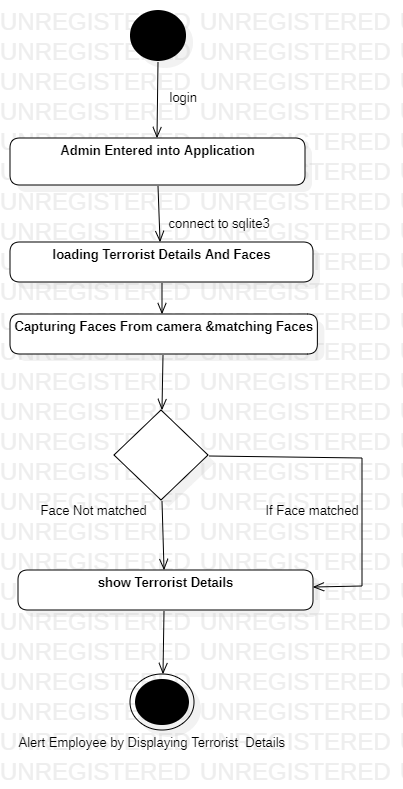 login
Admin Entered into Application
connect to sqlite3
loading Terrorist Details And Faces
Capturing Faces From camera &matching Faces
Face Not matched
If Face matched
show Terrorist Details
Alert Employee by Displaying Terrorist Details
UNREGISTERED